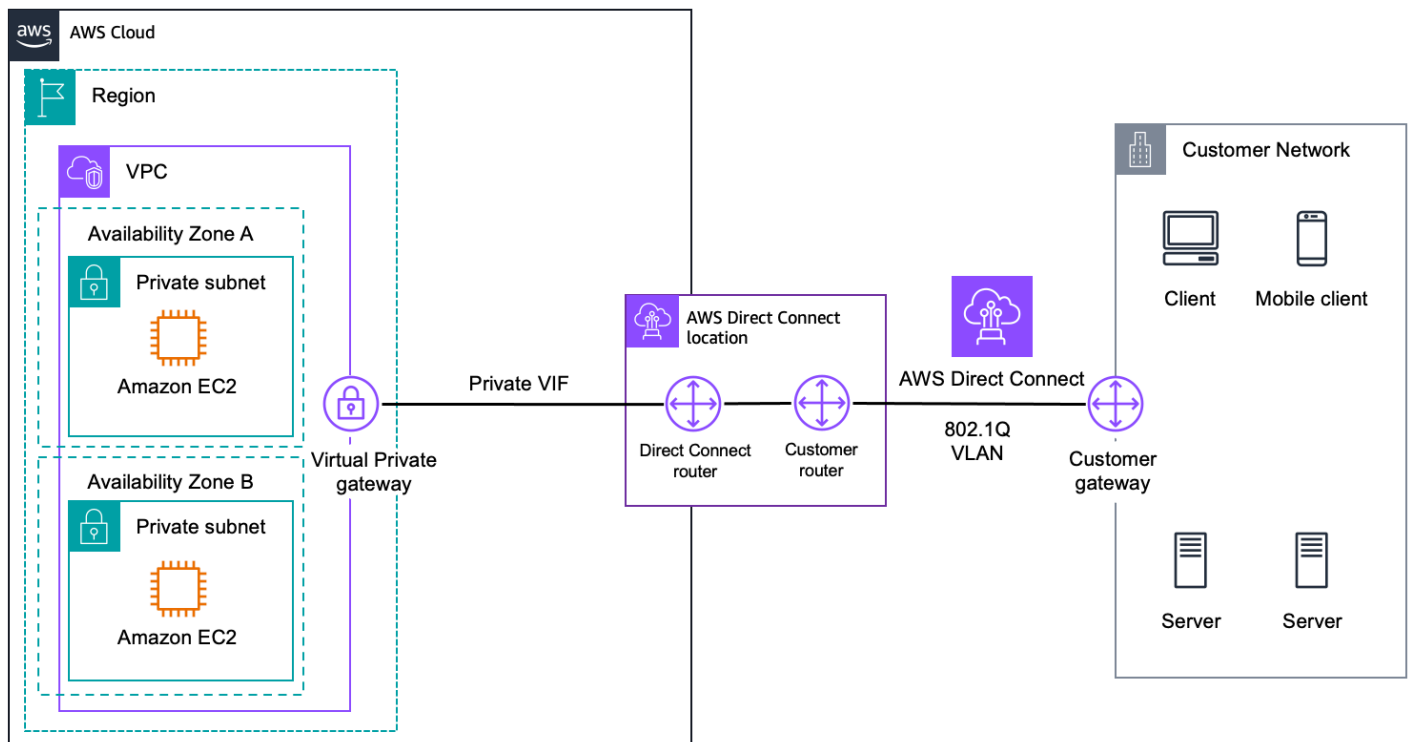 aws
AWS Cloud
Region
VPC
Availability Zone A
Private subnet
Amazon EC2
Availability Zone B
Private subnet
Amazon EC2
Virtual Private
gateway
Private VIF
AWS Direct Connect
location
Direct Connect
router
Customer
router
AWS Direct Connect
802.1Q
VLAN
Customer
gateway
Customer Network
Client
Mobile client
Server
Server